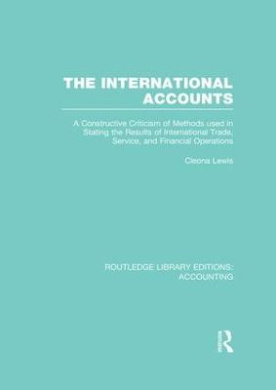 THE INTERNATIONAL
ACCOUNTS
A Constructive Criticism of Methods used in
Stating the Results of International Trade,
Service, and Financial Operations
Cleona Lewis
ROUTLEDGE LIBRARY EDITIONS:
ACCOUNTING
R